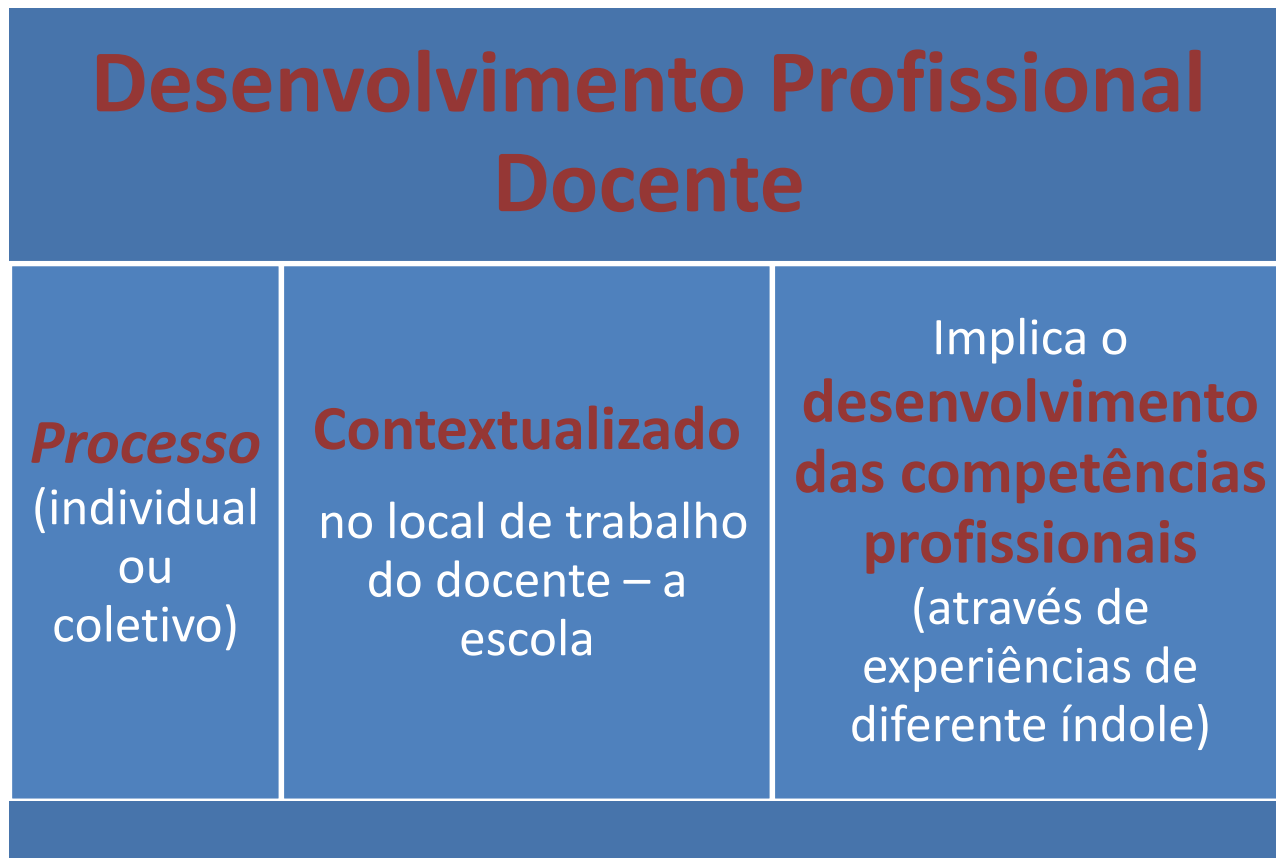 Desenvolvimento Profissional
Docente
Processo
(individual
ou
coletivo)
Contextualizado
no local de trabalho
do docente – a
escola
Implica o
desenvolvimento
das competências
profissionais
(através de
experiências de
diferente índole)